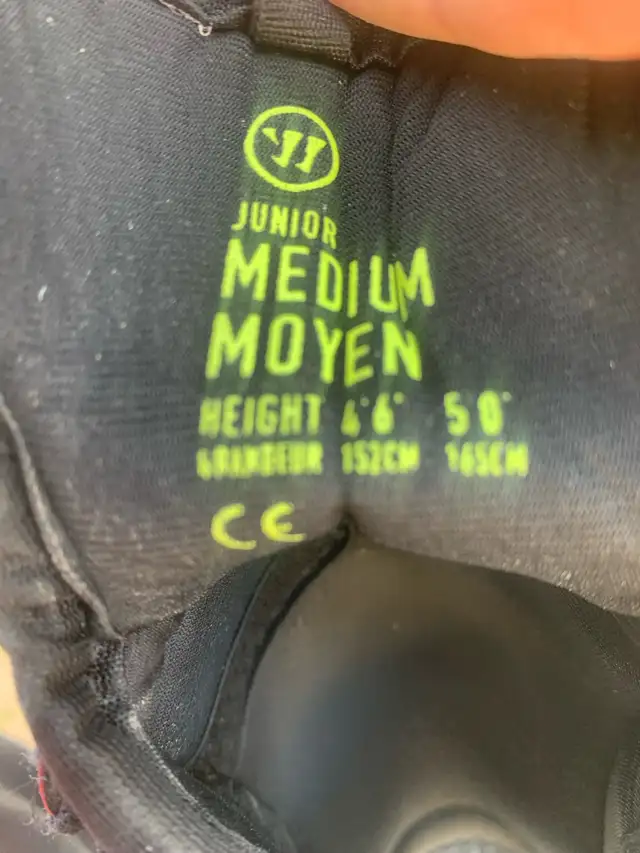 JUNIOR
MEDIUM
MOYEN
HEIGHT 4'6" 5'0"
GRANDEUR 152CM 165CM
CE